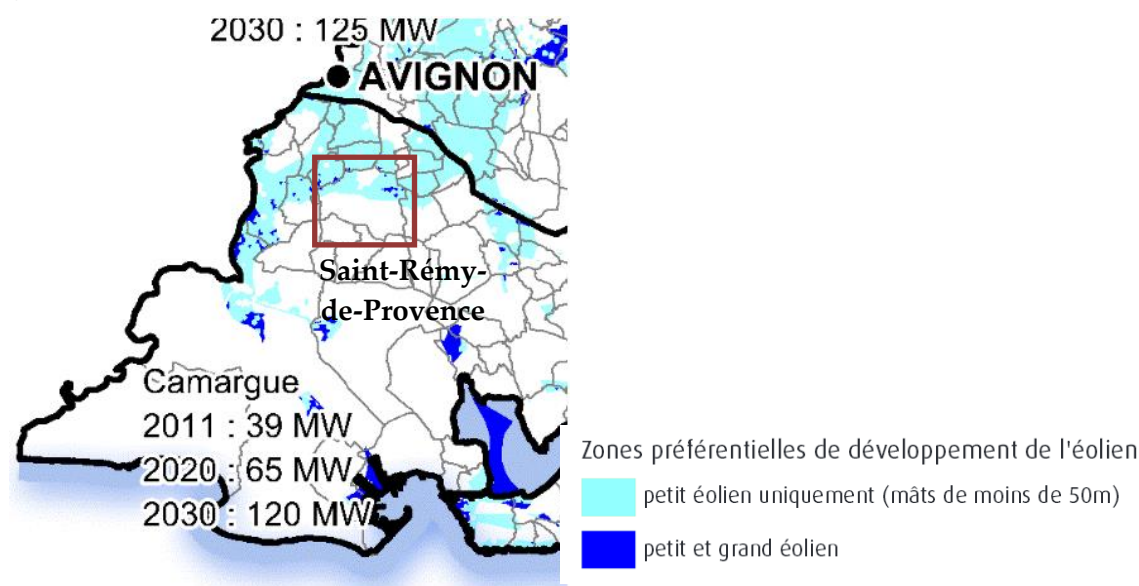 2030 : 125 MW
AVIGNON
Saint-Rémy-
de-Provence
Camargue
2011 : 39 MW
2020 : 65 MW
2030 : 120 MW
Zones préférentielles de développement de l'éolien
petit éolien uniquement (mâts de moins de 50m)
petit et grand éolien